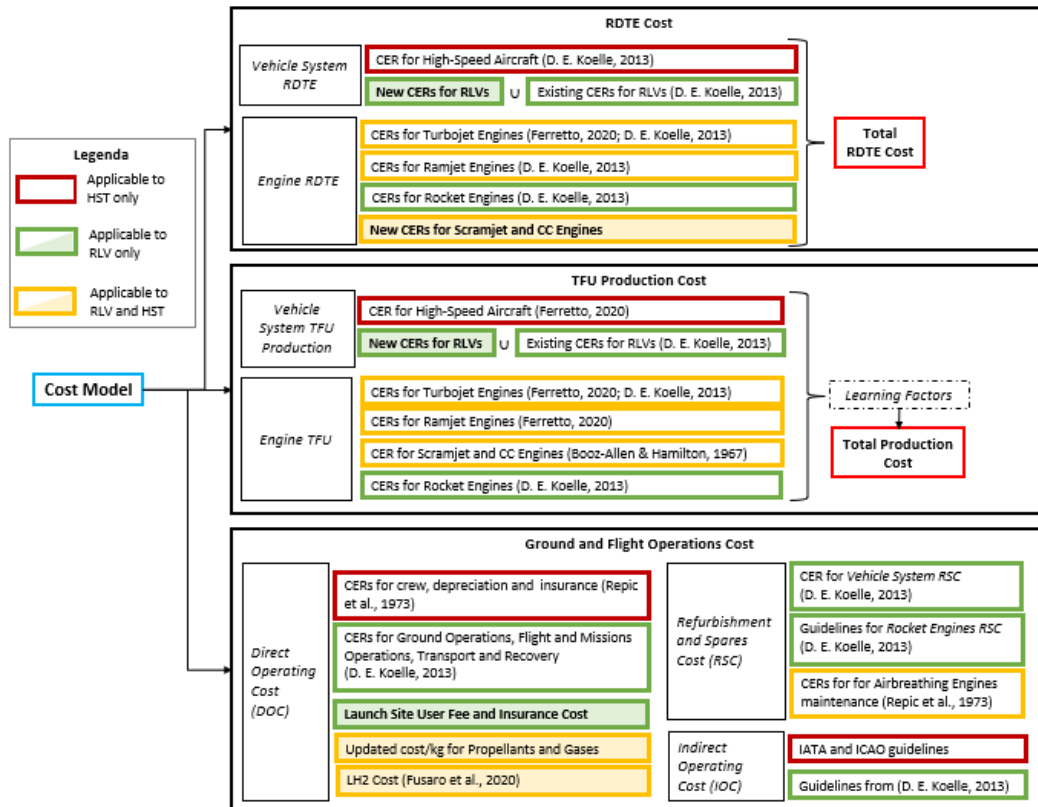 RDTE Cost
Vehicle System
RDTE
CER for High-Speed Aircraft (D. E. Koelle, 2013)
New CERs for RLVs
∪
Existing CERs for RLVs (D. E. Koelle, 2013)
Engine RDTE
CERs for Turbojet Engines (Ferretto, 2020; D. E. Koelle, 2013)
CERs for Ramjet Engines (D. E. Koelle, 2013)
CERs for Rocket Engines (D. E. Koelle, 2013)
New CERs for Scramjet and CC Engines
Total
RDTE Cost
Legenda
Applicable to
HST only
Applicable to
RLV only
Applicable to
RLV and HST
Cost Model
TFU Production Cost
Vehicle
System TFU
Production
CER for High-Speed Aircraft (Ferretto, 2020)
New CERs for RLVs
∪
Existing CERs for RLVs (D. E. Koelle, 2013)
Engine TFU
CERs for Turbojet Engines (Ferretto, 2020; D. E. Koelle, 2013)
CERs for Ramjet Engines (Ferretto, 2020)
CER for Scramjet and CC Engines (Booz-Allen & Hamilton, 1967)
CERs for Rocket Engines (D. E. Koelle, 2013)
Learning Factors
Total Production
Cost
Ground and Flight Operations Cost
Direct
Operating
Cost
(DOC)
CERs for crew, depreciation and insurance (Repic
et al., 1973)
CERs for Ground Operations, Flight and Missions
Operations, Transport and Recovery
(D. E. Koelle, 2013)
Launch Site User Fee and Insurance Cost
Updated cost/kg for Propellants and Gases
LH2 Cost (Fusaro et al., 2020)
Refurbishment
and Spares
Cost (RSC)
CER for Vehicle System RSC
(D. E. Koelle, 2013)
Guidelines for Rocket Engines RSC
(D. E. Koelle, 2013)
CERs for for Airbreathing Engines
maintenance (Repic et al., 1973)
Indirect
Operating
Cost (IOC)
IATA and ICAO guidelines
Guidelines from (D. E. Koelle, 2013)